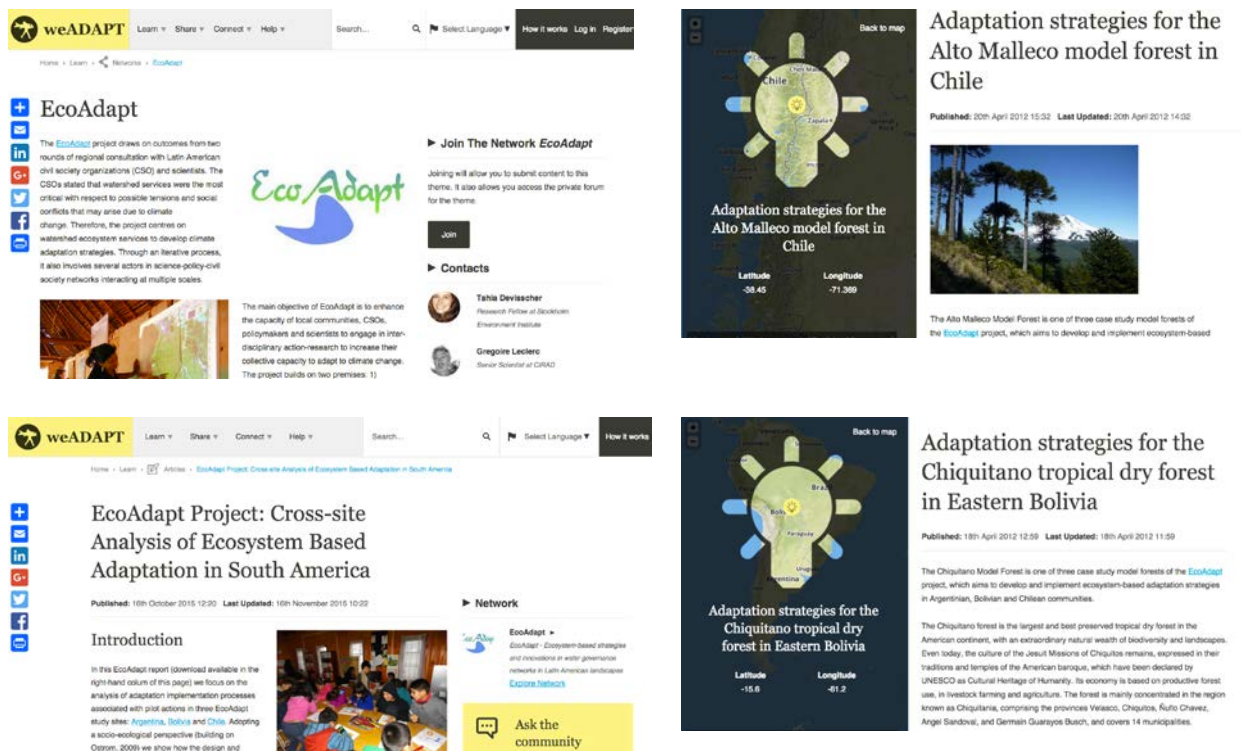 weADAPT Learn ▾ Share ▾ Connect ▾ Help ▾ Search... Select Language ▼ How it works Log in Register
Home › Learn › Networks › EcoAdapt
EcoAdapt
The EcoAdapt project draws on outcomes from two
rounds of regional consultation with Latin American
civil society organizations (CSO) and scientists. The
CSOs stated that watershed services were the most
critical with respect to possible tensions and social
conflicts that may arise due to climate
change. Therefore, the project centres on
watershed ecosystem services to develop climate
adaptation strategies. Through an iterative process,
it also involves several actors in science-policy-civil
society networks interacting at multiple scales.
EcoAdapt
The main objective of EcoAdapt is to enhance
the capacity of local communities, CSOs,
policymakers and scientists to engage in inter-
disciplinary action-research to increase their
collective capacity to adapt to climate change.
The project builds on two premises: 1)
► Join The Network EcoAdapt
Joining will allow you to submit content to this
theme. It also allows you access the private forum
for the theme.
Join
► Contacts
Tahia Devisscher
Research Fellow at Stockholm
Environment Institute
Gregoire Leclerc
Senior Scientist at CIRAD
Back to map
Chile
Zapala
Adaptation strategies for the
Alto Malleco model forest in
Chile
Latitude Longitude
-38.45 -71.369
Adaptation strategies for the
Alto Malleco model forest in
Chile
Published: 20th April 2012 15:32 Last Updated: 20th April 2012 14:32
The Alto Malleco Model Forest is one of three case study model forests of
the EcoAdapt project, which aims to develop and implement ecosystem-based
weADAPT Learn ▾ Share ▾ Connect ▾ Help ▾ Search... Select Language ▼ How it works
Home › Learn › Articles › EcoAdapt Project: Cross-site Analysis of Ecosystem Based Adaptation in South America
EcoAdapt Project: Cross-site
Analysis of Ecosystem Based
Adaptation in South America
Published: 16th October 2015 12:20 Last Updated: 16th November 2015 10:22
Introduction
In this EcoAdapt report (download available in the
right-hand colum of this page) we focus on the
analysis of adaptation implementation processes
associated with pilot actions in three EcoAdapt
study sites: Argentina, Bolivia and Chile. Adopting
a socio-ecological perspective (building on
Ostrom, 2009) we show how the design and
► Network
EcoAdapt ►
EcoAdapt - Ecosystem-based strategies
and innovations in water governance
networks in Latin American landscapes
Explore Network
Ask the
community
Back to map
Paraguay
Adaptation strategies for the
Chiquitano tropical dry
forest in Eastern Bolivia
Latitude Longitude
-15.6 -61.2
Adaptation strategies for the
Chiquitano tropical dry forest
in Eastern Bolivia
Published: 18th April 2012 12:59 Last Updated: 18th April 2012 11:59
The Chiquitano Model Forest is one of three case study model forests of the EcoAdapt
project, which aims to develop and implement ecosystem-based adaptation strategies
in Argentinian, Bolivian and Chilean communities.
The Chiquitano forest is the largest and best preserved tropical dry forest in the
American continent, with an extraordinary natural wealth of biodiversity and landscapes.
Even today, the culture of the Jesuit Missions of Chiquitos remains, expressed in their
traditions and temples of the American baroque, which have been declared by
UNESCO as Cultural Heritage of Humanity. Its economy is based on productive forest
use, in livestock farming and agriculture. The forest is mainly concentrated in the region
known as Chiquitania, comprising the provinces Velasco, Chiquitos, Ñuflo Chavez,
Angel Sandoval, and Germain Guarayos Busch, and covers 14 municipalities.